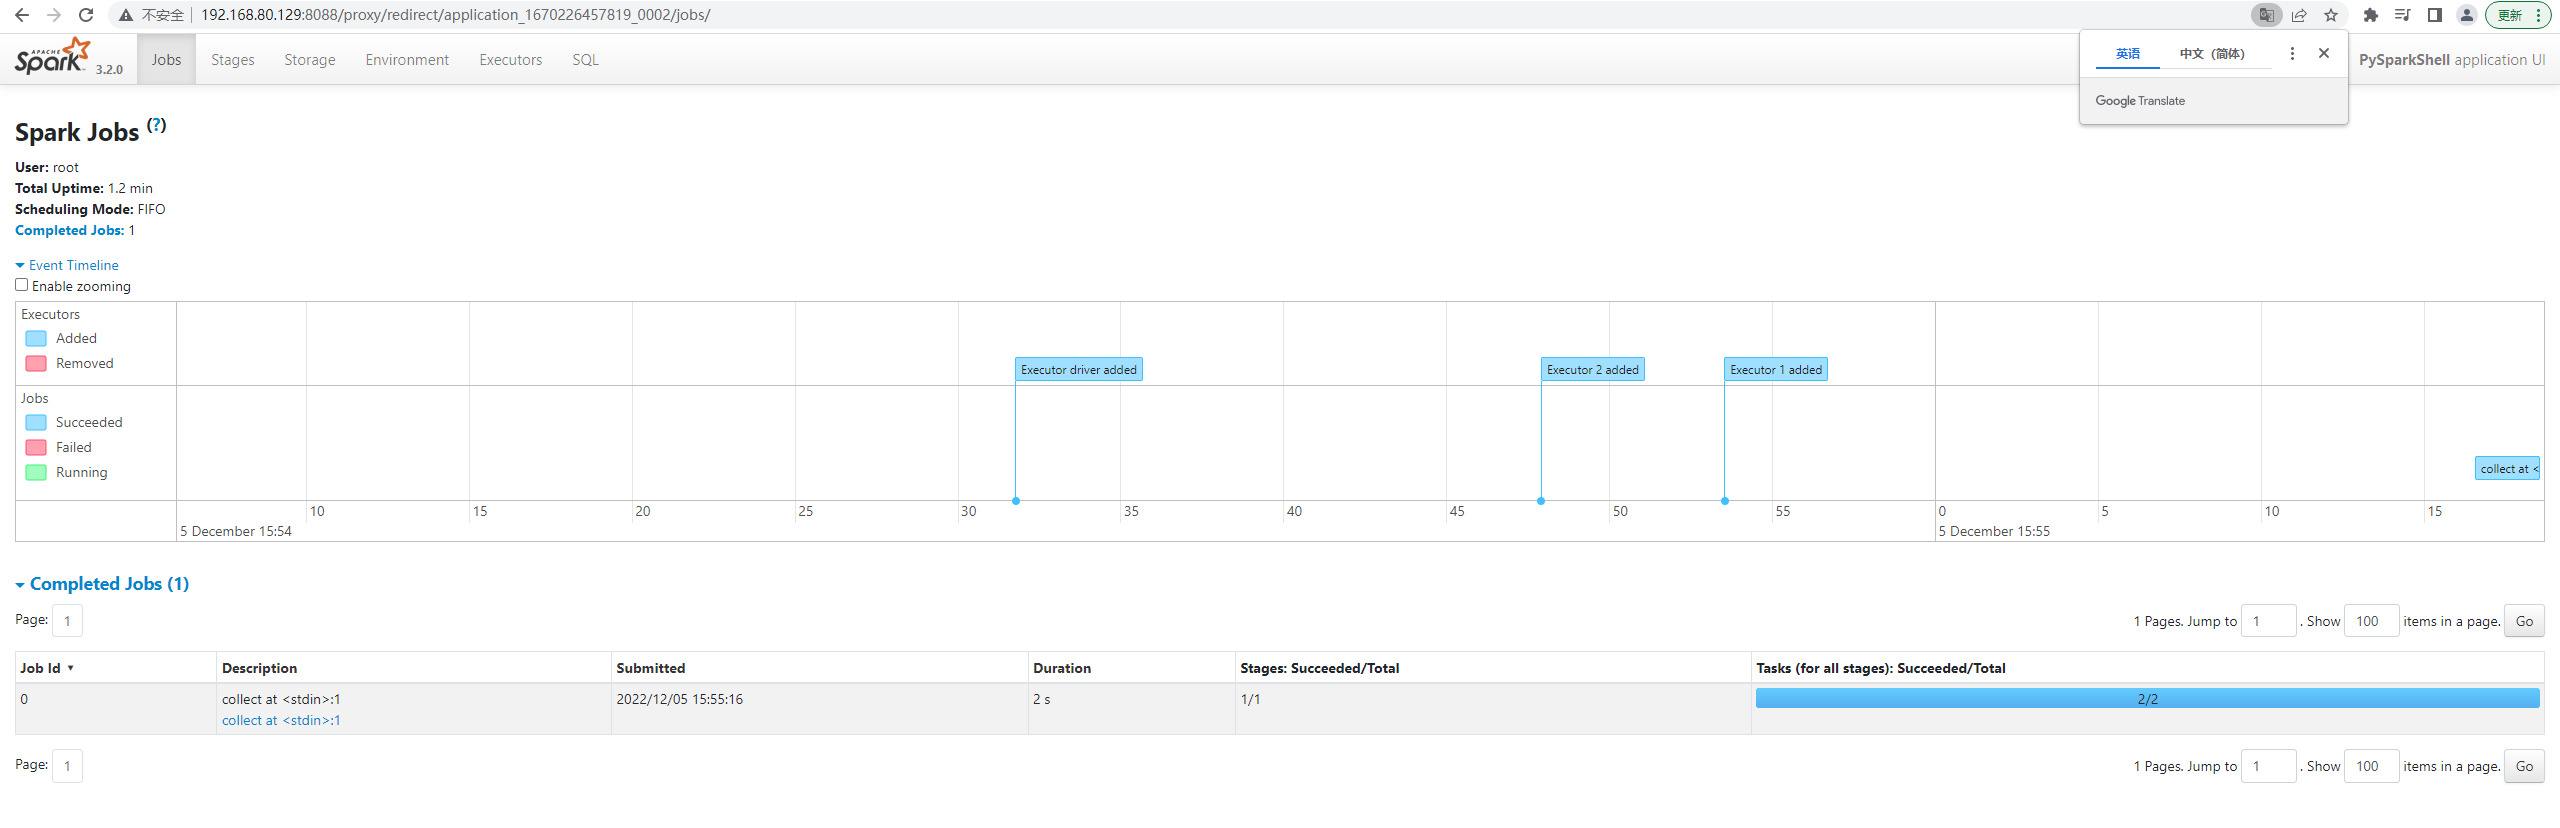 不安全 192.168.80.129:8088/proxy/redirect/application_1670226457819_0002/jobs/ 更新
APACHE Spark 3.2.0 Jobs Stages Storage Environment Executors SQL PySparkShell application UI
英语 中文（简体）
Google Translate
Spark Jobs (?)
User: root
Total Uptime: 1.2 min
Scheduling Mode: FIFO
Completed Jobs: 1
Event Timeline
Enable zooming
Executors
Added
Removed
Executor driver added Executor 2 added Executor 1 added
Jobs
Succeeded
Failed
Running
collect at <
10 15 20 25 30 35 40 45 50 55 0 5 10 15
5 December 15:54 5 December 15:55
Completed Jobs (1)
Page: 1 1 Pages. Jump to 1 . Show 100 items in a page. Go
Job Id ▾ Description Submitted Duration Stages: Succeeded/Total Tasks (for all stages): Succeeded/Total
0 collect at <stdin>:1 2022/12/05 15:55:16 2 s 1/1 2/2
collect at <stdin>:1
Page: 1 1 Pages. Jump to 1 . Show 100 items in a page. Go